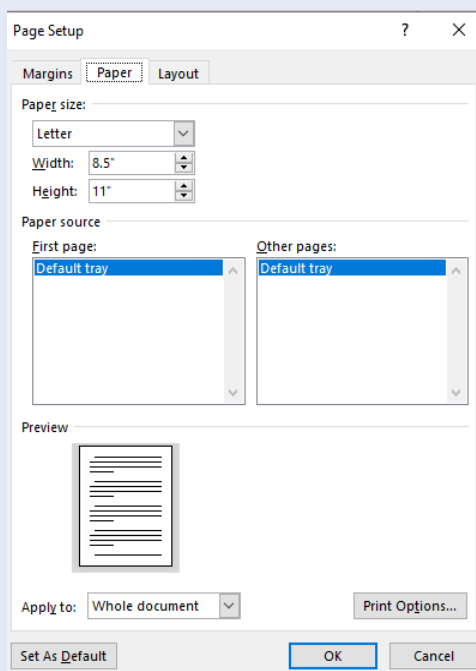 Page Setup ?
Margins Paper Layout
Paper size:
Letter
Width: 8.5"
Height: 11"
Paper source
First page: Other pages:
Default tray Default tray
Preview
Apply to: Whole document Print Options...
Set As Default OK Cancel